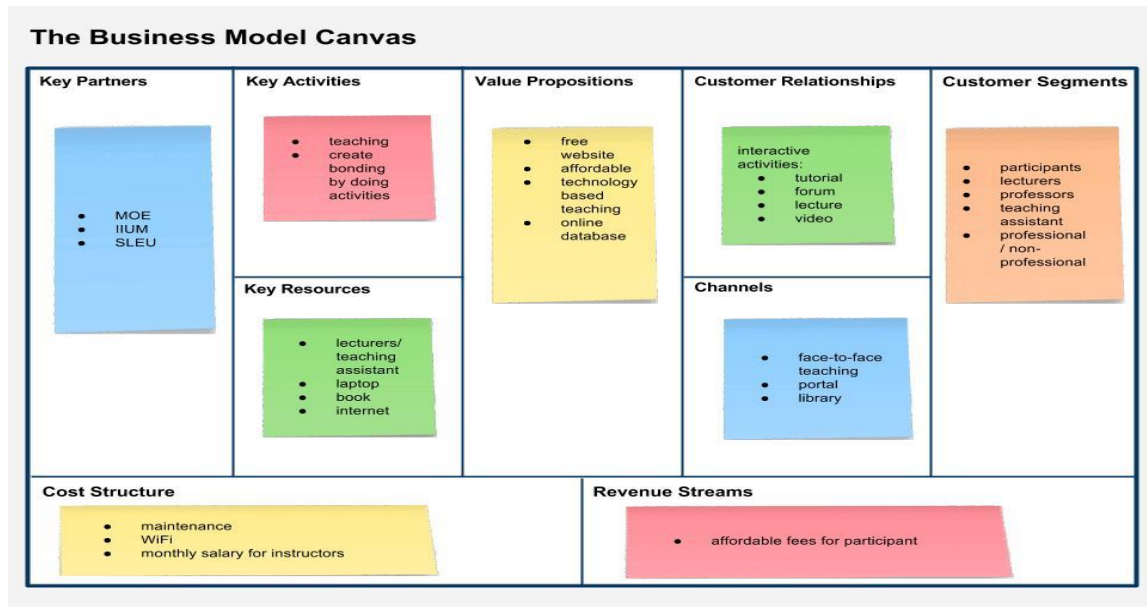 The Business Model Canvas
Key Partners
MOE
IIUM
SLEU
Key Activities
teaching
create
bonding
by doing
activities
Key Resources
lecturers/
teaching
assistant
laptop
book
internet
Value Propositions
free
website
affordable
technology
based
teaching
online
database
Customer Relationships
interactive
activities:
tutorial
forum
lecture
video
Channels
face-to-face
teaching
portal
library
Customer Segments
participants
lecturers
professors
teaching
assistant
professional
/ non-
professional
Cost Structure
maintenance
WiFi
monthly salary for instructors
Revenue Streams
affordable fees for participant